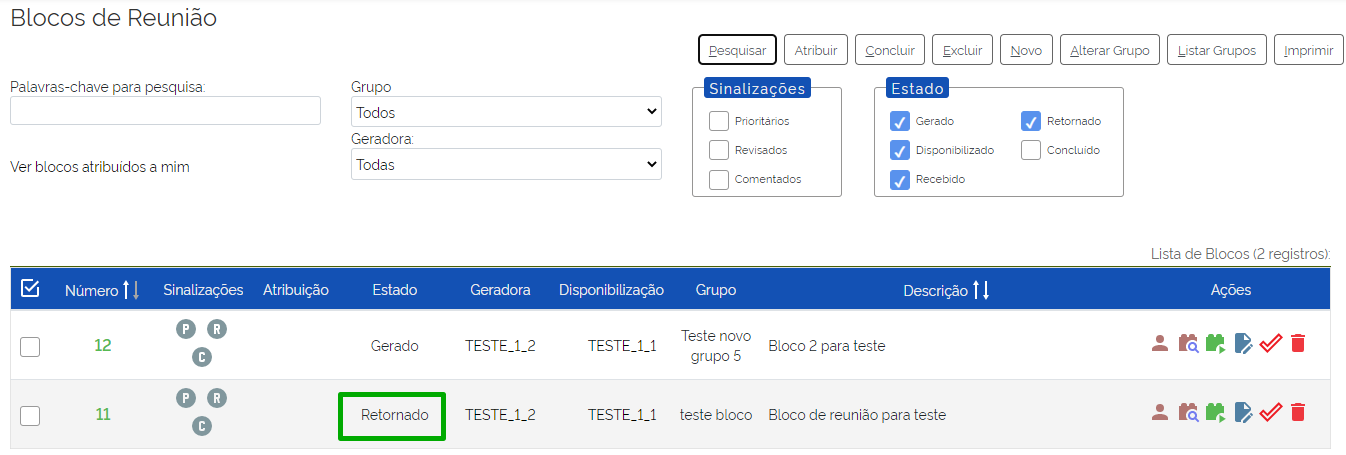 Blocos de Reunião
Pesquisar Atribuir Concluir Excluir Novo Alterar Grupo Listar Grupos Imprimir
Palavras-chave para pesquisa:
Grupo
Todos
Geradora:
Todas
Ver blocos atribuídos a mim
Sinalizações
Prioritários
Revisados
Comentados
Estado
Gerado Retornado
Disponibilizado Concluído
Recebido
Lista de Blocos (2 registros):
Número Sinalizações Atribuição Estado Geradora Disponibilização Grupo Descrição Ações
12 P R C Gerado TESTE_1_2 TESTE_1_1 Teste novo grupo 5 Bloco 2 para teste
11 P R C Retornado TESTE_1_2 TESTE_1_1 teste bloco Bloco de reunião para teste